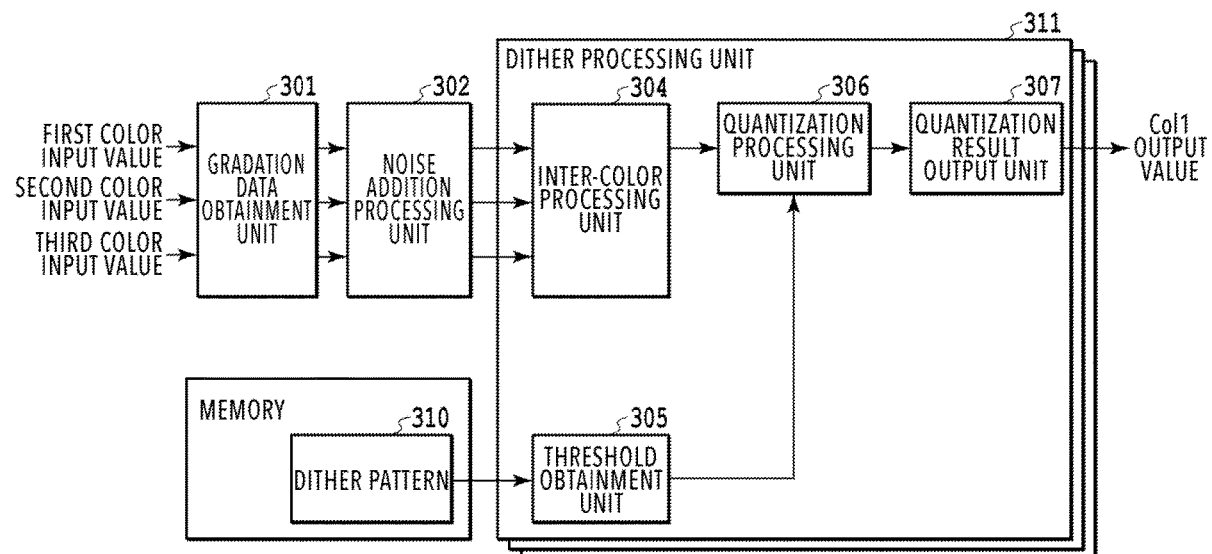 311
DITHER PROCESSING UNIT
301
302
304
306
307
FIRST COLOR
INPUT VALUE
SECOND COLOR
INPUT VALUE
THIRD COLOR
INPUT VALUE
GRADATION
DATA
OBTAINMENT
UNIT
NOISE
ADDITION
PROCESSING
UNIT
INTER-COLOR
PROCESSING
UNIT
QUANTIZATION
PROCESSING
UNIT
QUANTIZATION
RESULT
OUTPUT UNIT
Col1
OUTPUT
VALUE
MEMORY
310
DITHER PATTERN
305
THRESHOLD
OBTAINMENT
UNIT